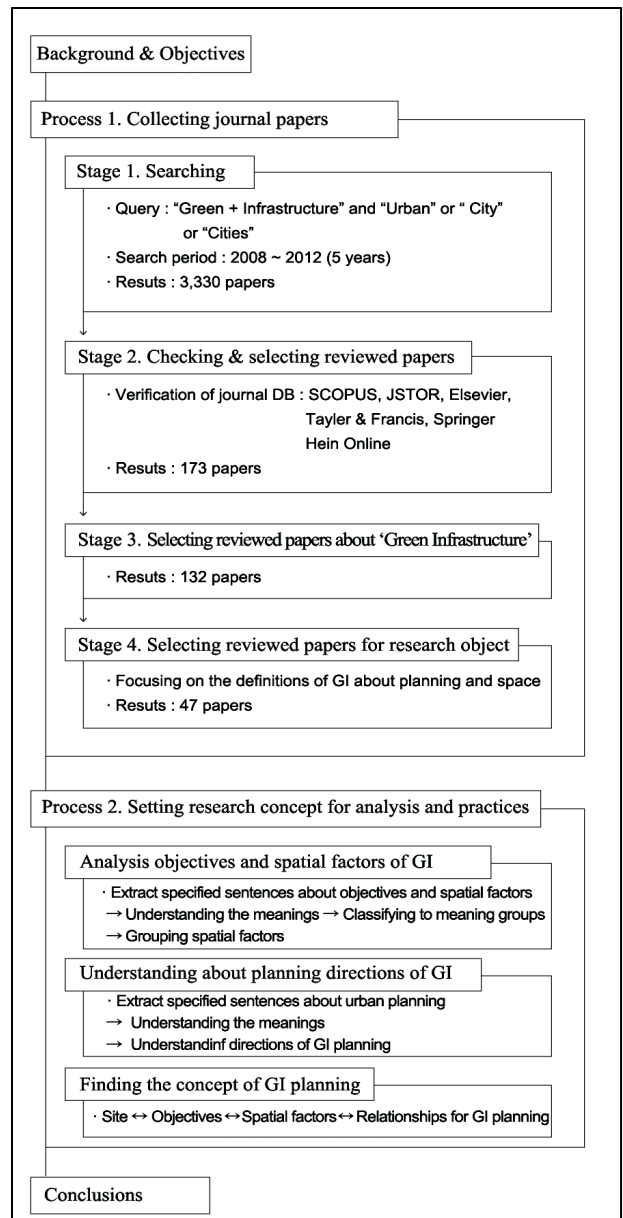 Background & Objectives
Process 1. Collecting journal papers
Stage 1. Searching
· Query : “Green + Infrastructure” and “Urban” or “ City”
or “Cities”
· Search period : 2008 ~ 2012 (5 years)
· Resuts : 3,330 papers
↓
Stage 2. Checking & selecting reviewed papers
· Verification of journal DB : SCOPUS, JSTOR, Elsevier,
Tayler & Francis, Springer
Hein Online
· Resuts : 173 papers
↓
Stage 3. Selecting reviewed papers about ‘Green Infrastructure’
· Resuts : 132 papers
↓
Stage 4. Selecting reviewed papers for research object
· Focusing on the definitions of GI about planning and space
· Resuts : 47 papers
Process 2. Setting research concept for analysis and practices
Analysis objectives and spatial factors of GI
· Extract specified sentences about objectives and spatial factors
→ Understanding the meanings → Classifying to meaning groups
→ Grouping spatial factors
Understanding about planning directions of GI
· Extract specified sentences about urban planning
→ Understanding the meanings
→ Understandinf directions of GI planning
Finding the concept of GI planning
· Site ↔ Objectives ↔ Spatial factors ↔ Relationships for GI planning
Conclusions